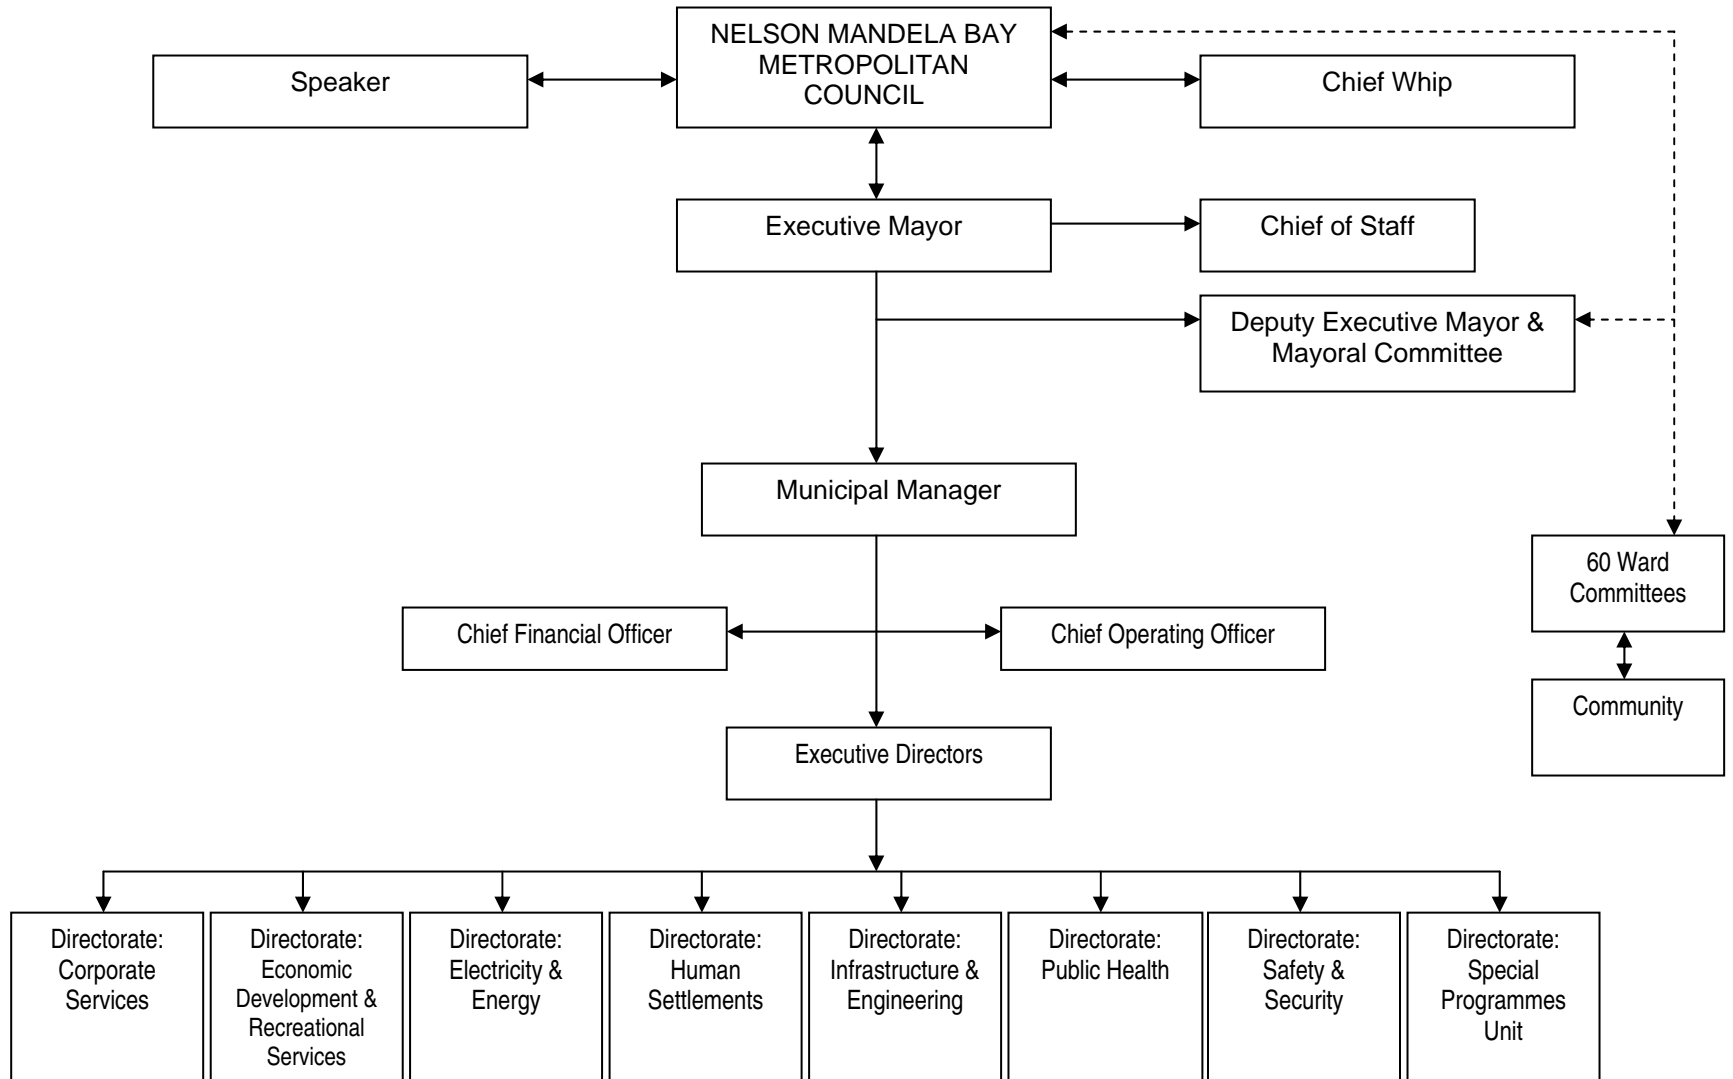 NELSON MANDELA BAY
METROPOLITAN
COUNCIL
Speaker
Chief Whip
Executive Mayor
Chief of Staff
Deputy Executive Mayor &
Mayoral Committee
Municipal Manager
60 Ward
Committees
Chief Financial Officer
Chief Operating Officer
Community
Executive Directors
Directorate:
Corporate
Services
Directorate:
Economic
Development &
Recreational
Services
Directorate:
Electricity &
Energy
Directorate:
Human
Settlements
Directorate:
Infrastructure &
Engineering
Directorate:
Public Health
Directorate:
Safety &
Security
Directorate:
Special
Programmes
Unit